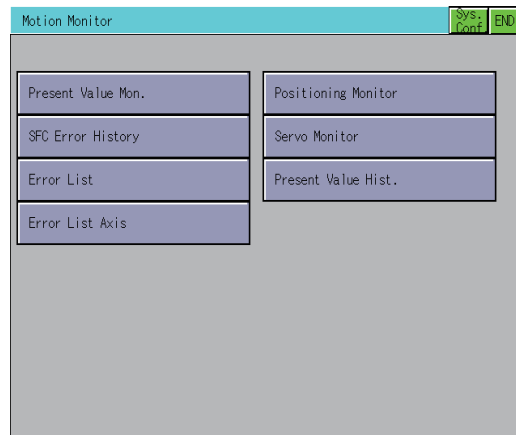 Motion Monitor
Sys. Conf
END
Present Value Mon.
Positioning Monitor
SFC Error History
Servo Monitor
Error List
Present Value Hist.
Error List Axis